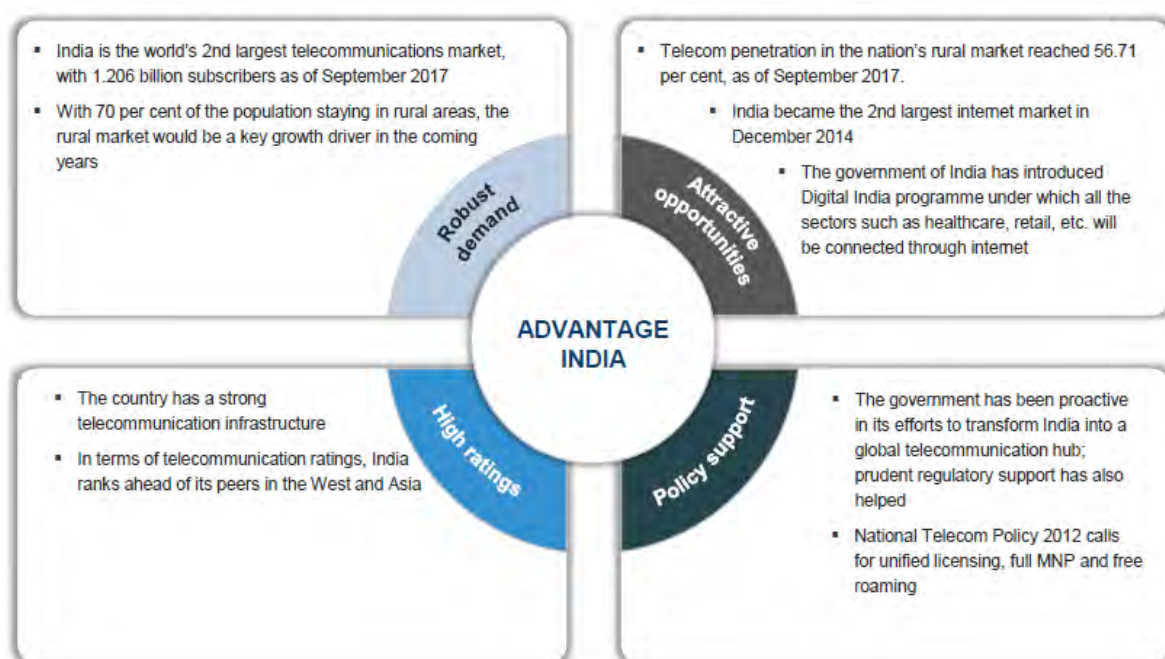 ▪ India is the world's 2nd largest telecommunications market,
with 1.206 billion subscribers as of September 2017
▪ With 70 per cent of the population staying in rural areas, the
rural market would be a key growth driver in the coming
years
Robust
demand
▪ Telecom penetration in the nation's rural market reached 56.71
per cent, as of September 2017.
▪ India became the 2nd largest internet market in
December 2014
▪ The government of India has introduced
Digital India programme under which all the
sectors such as healthcare, retail, etc. will
be connected through internet
Attractive
opportunities
ADVANTAGE
INDIA
▪ The country has a strong
telecommunication infrastructure
▪ In terms of telecommunication ratings, India
ranks ahead of its peers in the West and Asia
High ratings
Policy support
▪ The government has been proactive
in its efforts to transform India into a
global telecommunication hub;
prudent regulatory support has also
helped
▪ National Telecom Policy 2012 calls
for unified licensing, full MNP and free
roaming